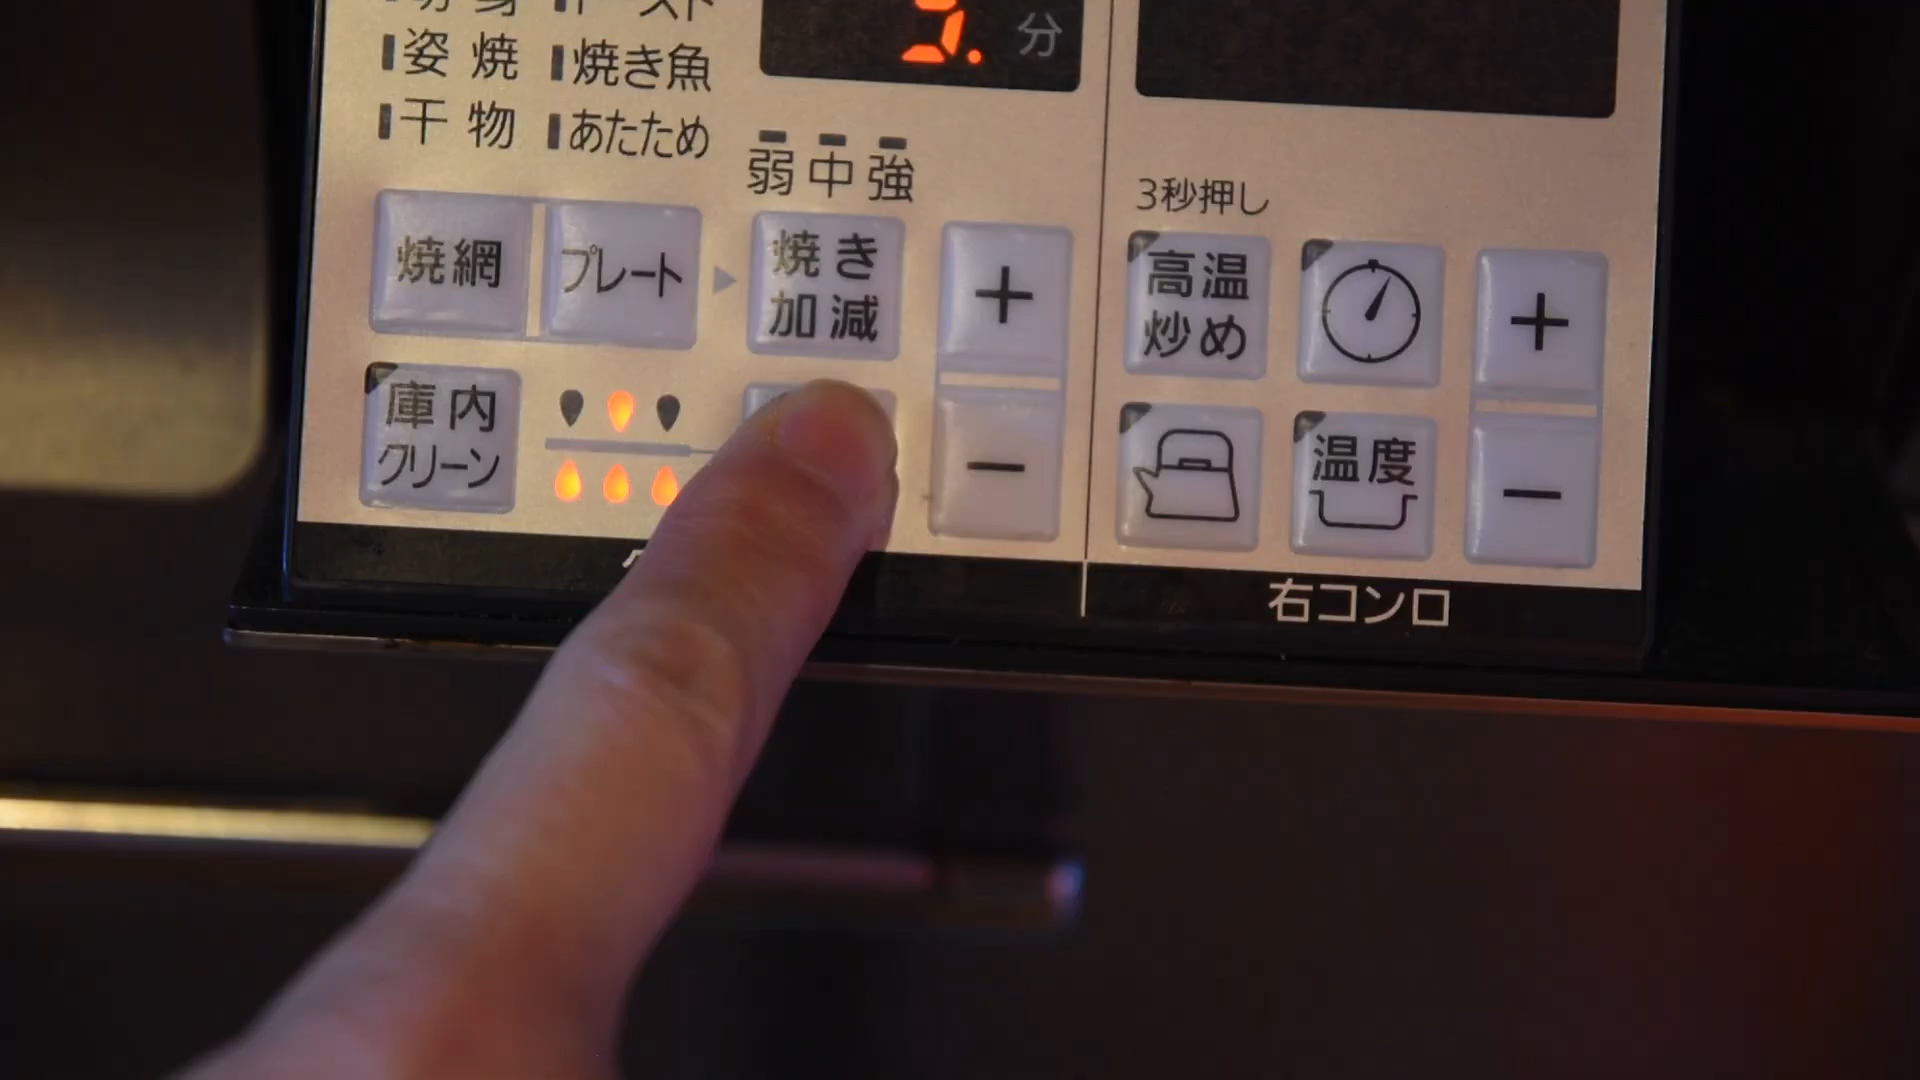 姿焼
焼き魚
干物
あたため
分
弱 中 強
焼網
プレート
焼き
加減
+
−
庫内
クリーン
3秒押し
高温
炒め
温度
+
−
右コンロ